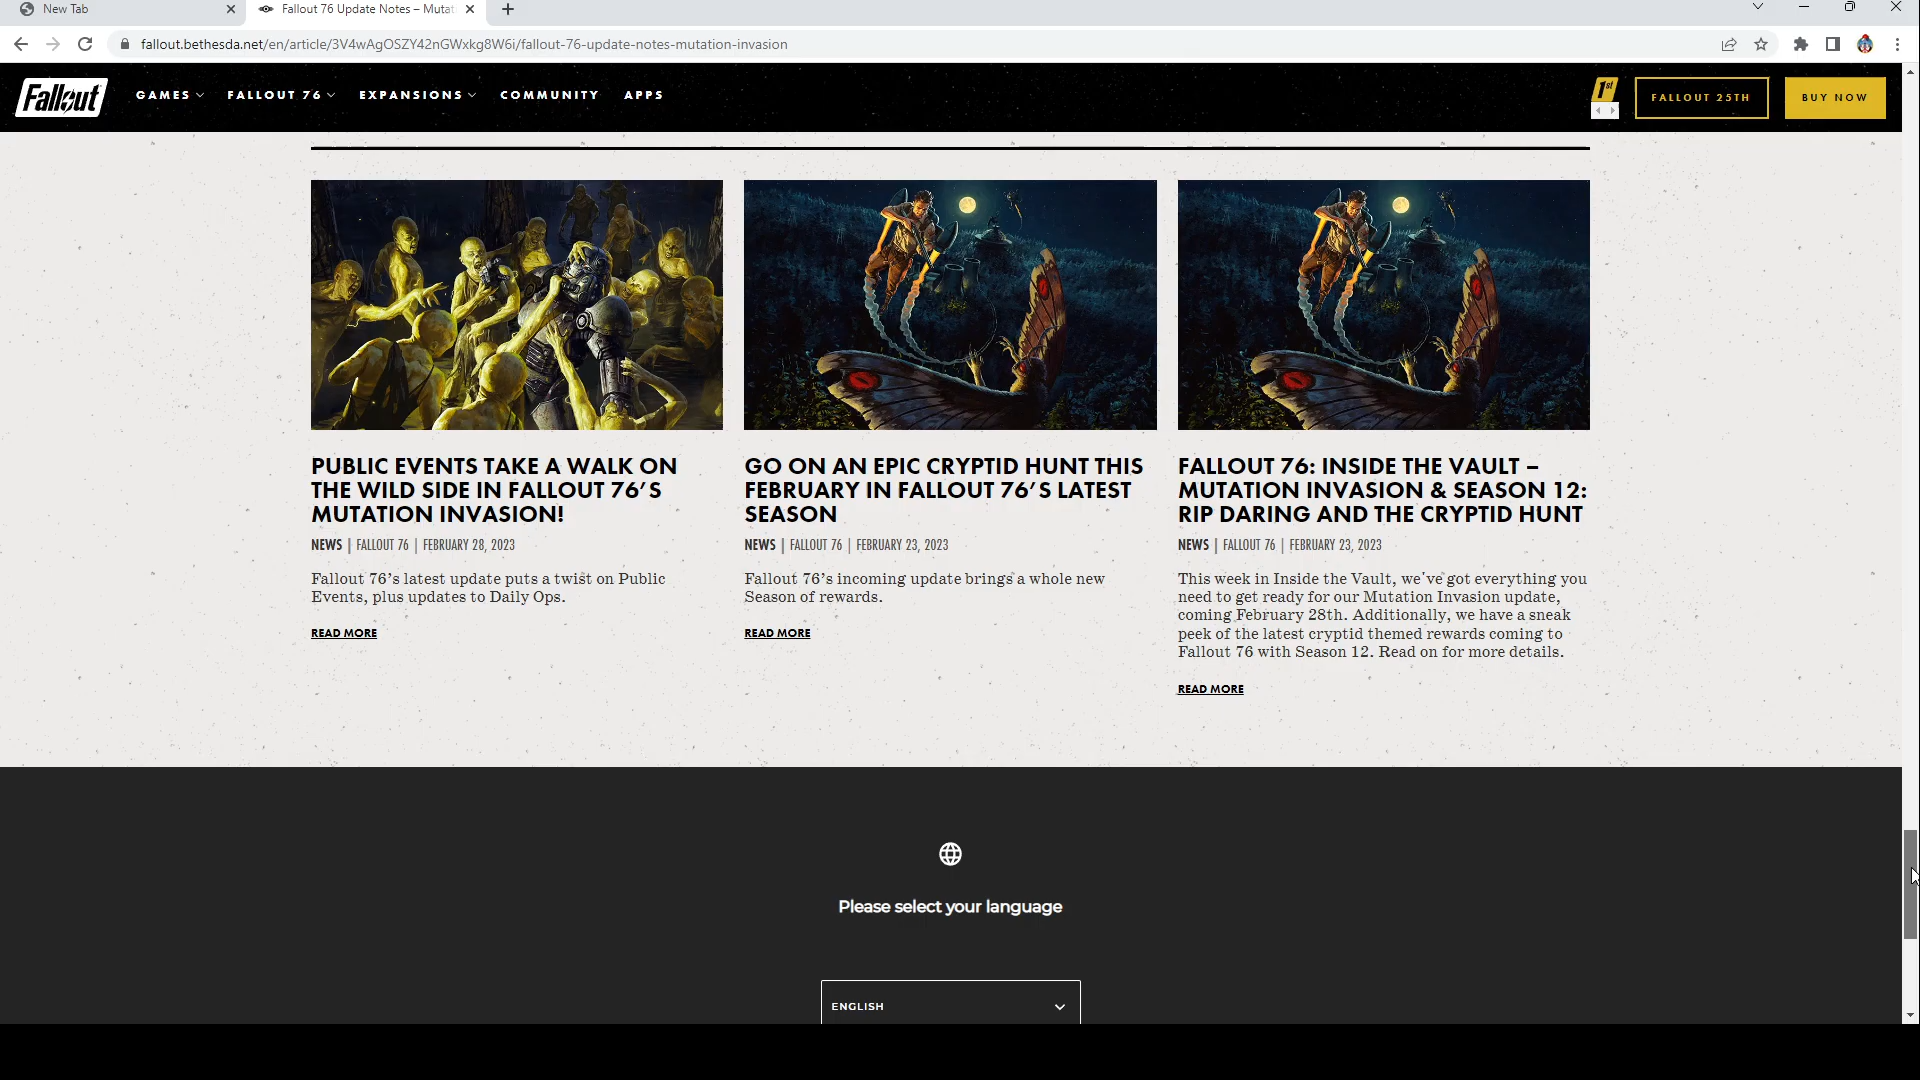 New Tab
Fallout 76 Update Notes – Mutat
fallout.bethesda.net/en/article/3V4wAgOSZY42nGWxkg8W6i/fallout-76-update-notes-mutation-invasion
Fallout
GAMES
FALLOUT 76
EXPANSIONS
COMMUNITY
APPS
1st
FALLOUT 25TH
BUY NOW
PUBLIC EVENTS TAKE A WALK ON
THE WILD SIDE IN FALLOUT 76'S
MUTATION INVASION!
NEWS | FALLOUT 76 | FEBRUARY 28, 2023
Fallout 76's latest update puts a twist on Public
Events, plus updates to Daily Ops.
READ MORE
GO ON AN EPIC CRYPTID HUNT THIS
FEBRUARY IN FALLOUT 76'S LATEST
SEASON
NEWS | FALLOUT 76 | FEBRUARY 23, 2023
Fallout 76's incoming update brings a whole new
Season of rewards.
READ MORE
FALLOUT 76: INSIDE THE VAULT –
MUTATION INVASION & SEASON 12:
RIP DARING AND THE CRYPTID HUNT
NEWS | FALLOUT 76 | FEBRUARY 23, 2023
This week in Inside the Vault, we've got everything you
need to get ready for our Mutation Invasion update,
coming February 28th. Additionally, we have a sneak
peek of the latest cryptid themed rewards coming to
Fallout 76 with Season 12. Read on for more details.
READ MORE
Please select your language
ENGLISH